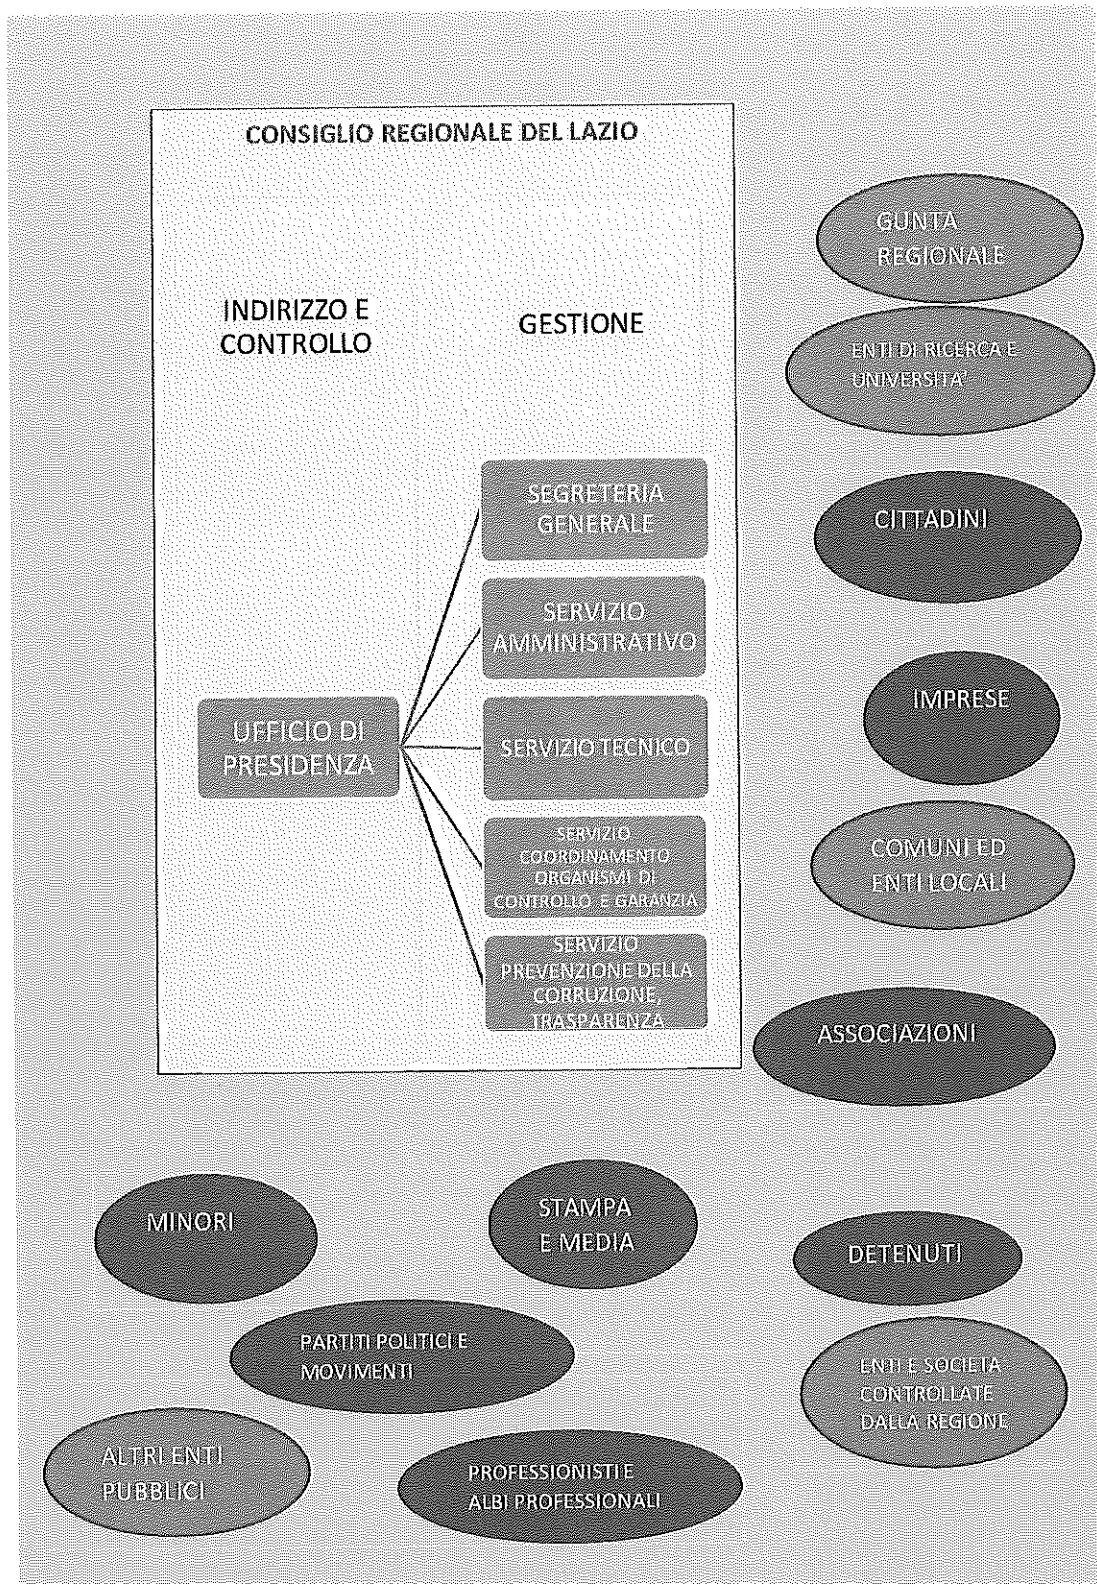 CONSIGLIO REGIONALE DEL LAZIO
INDIRIZZO E
CONTROLLO
GESTIONE
UFFICIO DI
PRESIDENZA
SEGRETERIA
GENERALE
SERVIZIO
AMMINISTRATIVO
SERVIZIO TECNICO
SERVIZIO
COORDINAMENTO
ORGANISMI DI
CONTROLLO E GARANZIA
SERVIZIO
PREVENZIONE DELLA
CORRUZIONE,
TRASPARENZA
GUNTA
REGIONALE
ENTI DI RICERCA E
UNIVERSITA'
CITTADINI
IMPRESE
COMUNI ED
ENTI LOCALI
ASSOCIAZIONI
MINORI
STAMPA
E MEDIA
DETENUTI
PARTITI POLITICI E
MOVIMENTI
ENTI E SOCIETÀ
CONTROLLATE
DALLA REGIONE
ALTRI ENTI
PUBBLICI
PROFESSIONISTI E
ALBI PROFESSIONALI